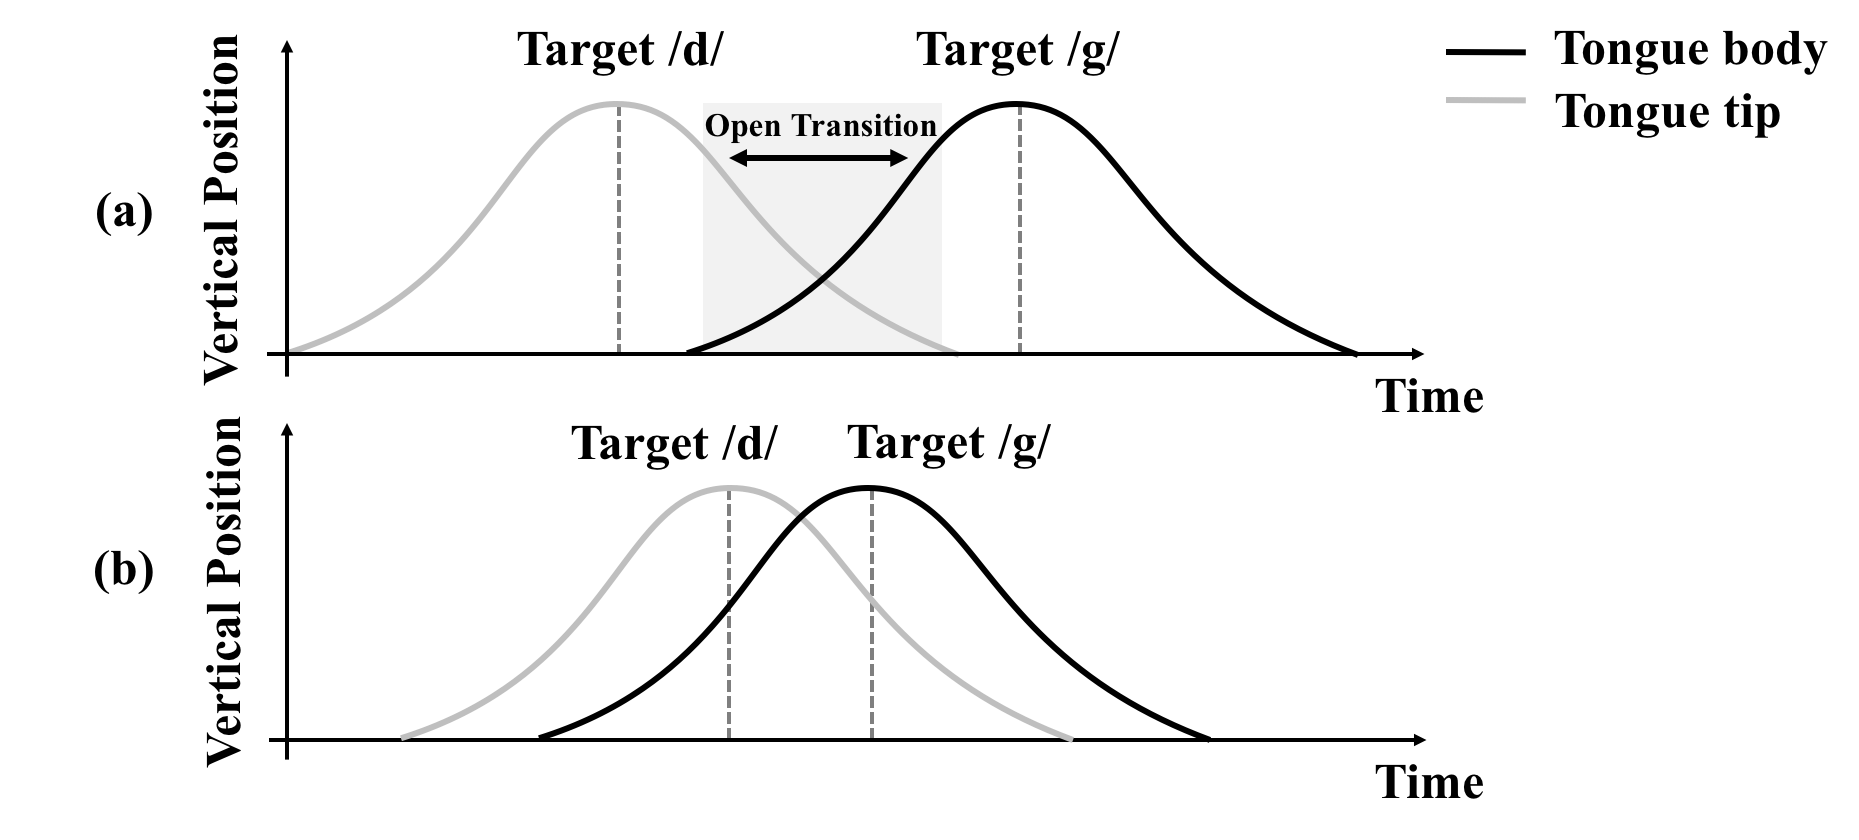 Target /d/
Target /g/
Tongue body
Tongue tip
Open Transition
(a)
Vertical Position
Time
Target /d/
Target /g/
(b)
Vertical Position
Time